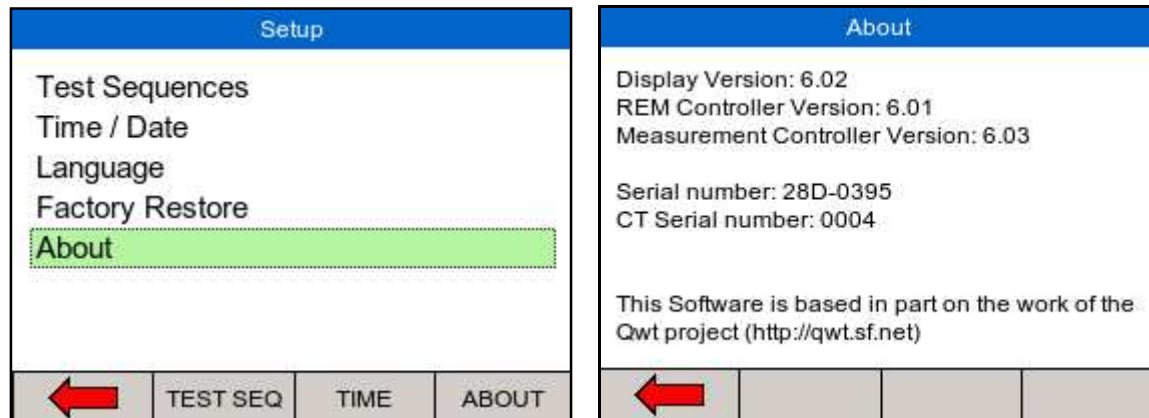 Setup
Test Sequences
Time / Date
Language
Factory Restore
About
TEST SEQ
TIME
ABOUT
About
Display Version: 6.02
REM Controller Version: 6.01
Measurement Controller Version: 6.03
Serial number: 28D-0395
CT Serial number: 0004
This Software is based in part on the work of the
Qwt project (http://qwt.sf.net)